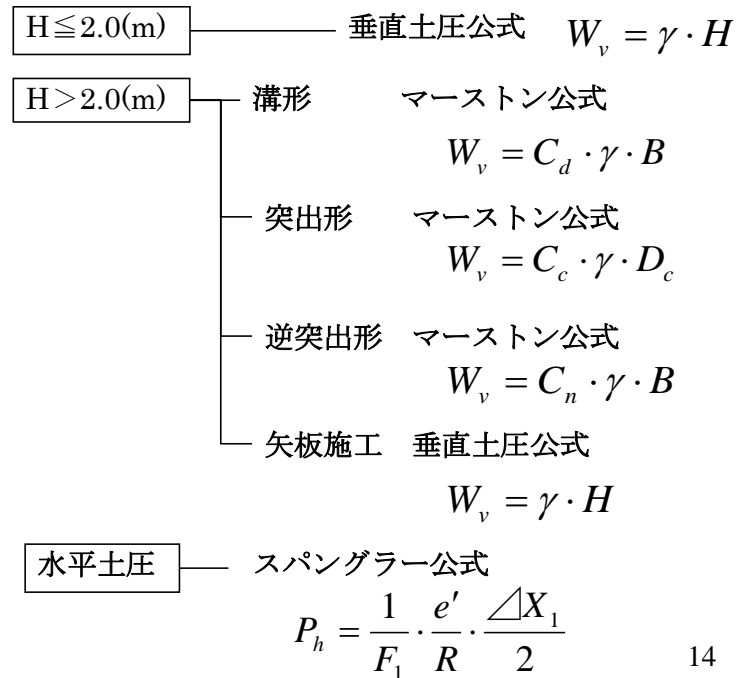 H≦2.0(m) 垂直土圧公式 W_v = γ · H
H>2.0(m) 溝形 マーストン公式
W_v = C_d · γ · B
突出形 マーストン公式
W_v = C_c · γ · D_c
逆突出形 マーストン公式
W_v = C_n · γ · B
矢板施工 垂直土圧公式
W_v = γ · H
水平土圧 スパングラー公式
P_h = 1/F_1 · e′/R · ⊿X_1/2
14